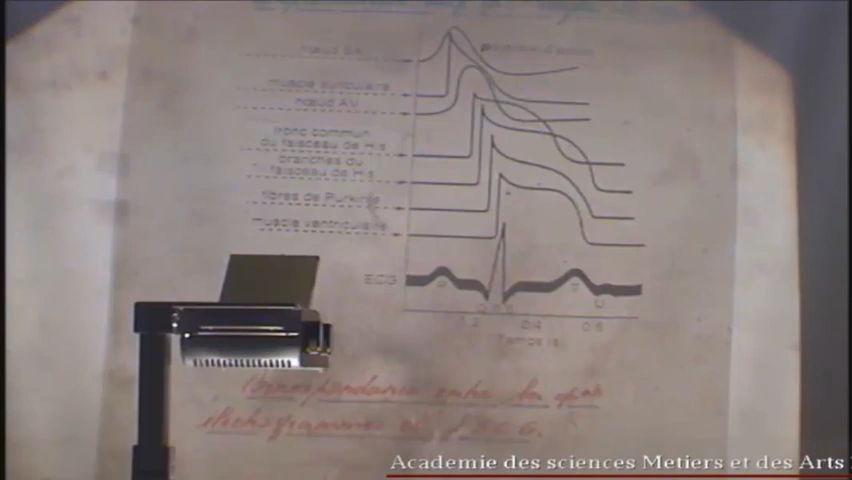 nœud SA
potentiel d'action
muscle auriculaire
nœud AV
tronc commun
du faisceau de His
branches du
faisceau de His
fibres de Purkinje
muscle ventriculaire
ECG
P
T
U
0,2 0,4 0,6
Temps (s)
Correspondance entre les
électrogrammes et l'E.C.G.
Academie des sciences Metiers et des Arts